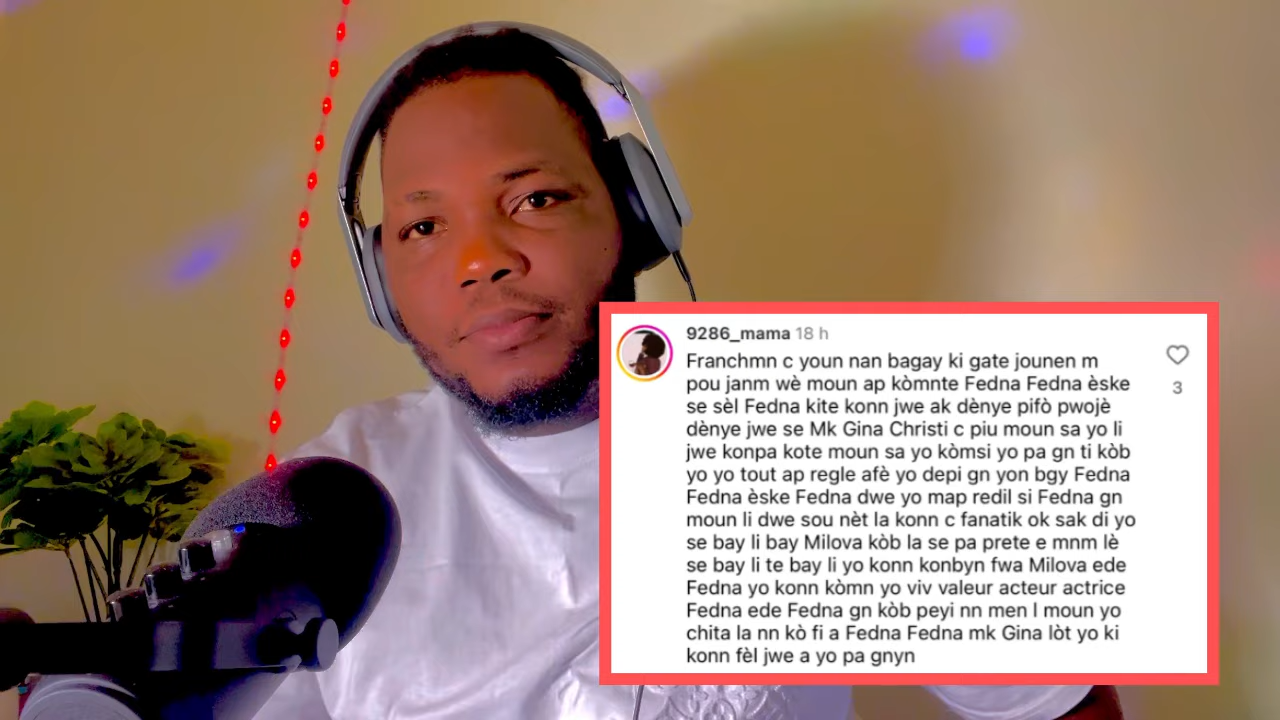 9286_mama 18 h
Franchmn c youn nan bagay ki gate jounen m
pou janm wè moun ap kòmnte Fedna Fedna èske
se sèl Fedna kite konn jwe ak dènye pifò pwojè
dènye jwe se Mk Gina Christi c piu moun sa yo li
jwe konpa kote moun sa yo kòmsi yo pa gn ti kòb
yo yo tout ap regle afè yo depi gn yon bgy Fedna
Fedna èske Fedna dwe yo map redil si Fedna gn
moun li dwe sou nèt la konn c fanatik ok sak di yo
se bay li bay Milova kòb la se pa prete e mnm lè
se bay li te bay li yo konn konbyn fwa Milova ede
Fedna yo konn kòmn yo viv valeur acteur actrice
Fedna ede Fedna gn kòb peyi nn men l moun yo
chita la nn kò fi a Fedna Fedna mk Gina lòt yo ki
konn fèl jwe a yo pa gnyn
3